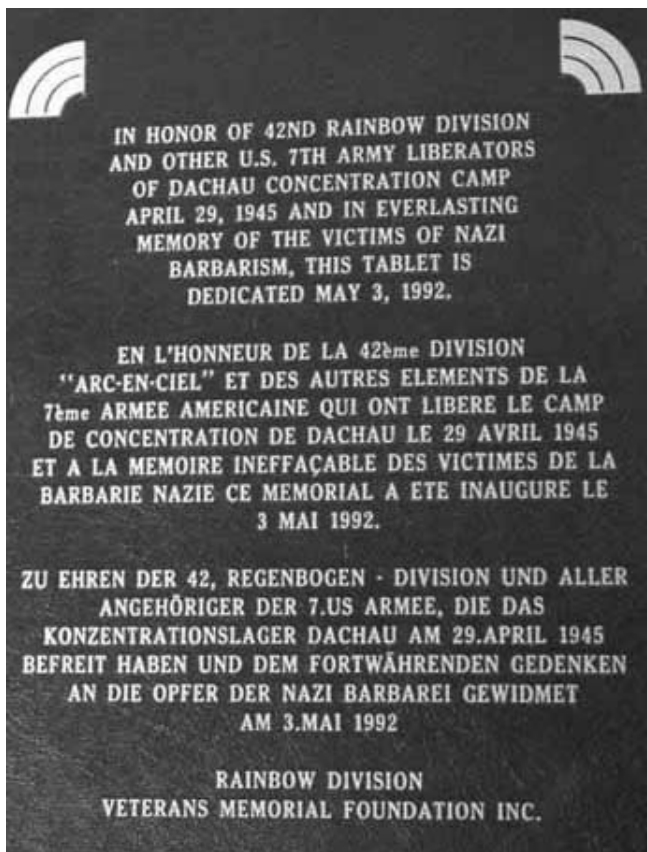 IN HONOR OF 42ND RAINBOW DIVISION
AND OTHER U.S. 7TH ARMY LIBERATORS
OF DACHAU CONCENTRATION CAMP
APRIL 29, 1945 AND IN EVERLASTING
MEMORY OF THE VICTIMS OF NAZI
BARBARISM, THIS TABLET IS
DEDICATED MAY 3, 1992.
EN L'HONNEUR DE LA 42ème DIVISION
"ARC-EN-CIEL" ET DES AUTRES ELEMENTS DE LA
7ème ARMEE AMERICAINE QUI ONT LIBERE LE CAMP
DE CONCENTRATION DE DACHAU LE 29 AVRIL 1945
ET A LA MEMOIRE INEFFAÇABLE DES VICTIMES DE LA
BARBARIE NAZIE CE MEMORIAL A ETE INAUGURE LE
3 MAI 1992.
ZU EHREN DER 42, REGENBOGEN - DIVISION UND ALLER
ANGEHÖRIGER DER 7.US ARMEE, DIE DAS
KONZENTRATIONSLAGER DACHAU AM 29.APRIL 1945
BEFREIT HABEN UND DEM FORTWÄHRENDEN GEDENKEN
AN DIE OPFER DER NAZI BARBAREI GEWIDMET
AM 3.MAI 1992
RAINBOW DIVISION
VETERANS MEMORIAL FOUNDATION INC.